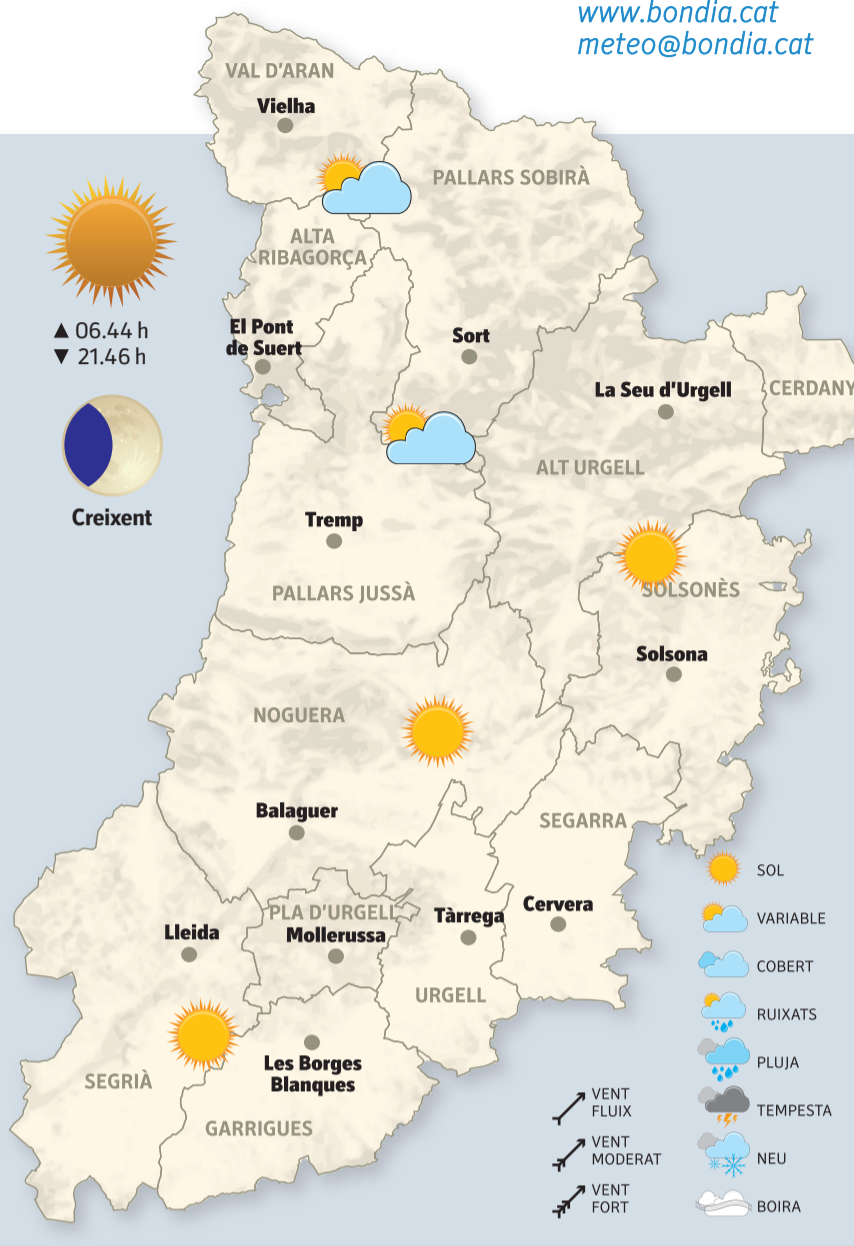 www.bondia.cat
meteo@bondia.cat
VAL D'ARAN
Vielha
PALLARS SOBIRÀ
ALTA
RIBAGORÇA
▲ 06.44 h
▼ 21.46 h
El Pont
de Suert
Sort
La Seu d'Urgell
CERDANY
Creixent
ALT URGELL
Tremp
PALLARS JUSSÀ
SOLSONÈS
Solsona
NOGUERA
Balaguer
SEGARRA
Cervera
PLA D'URGELL
Mollerussa
Tàrrega
Lleida
URGELL
Les Borges
Blanques
SEGRIÀ
GARRIGUES
SOL
VARIABLE
COBERT
RUIXATS
PLUJA
TEMPESTA
NEU
BOIRA
VENT
FLUIX
VENT
MODERAT
VENT
FORT